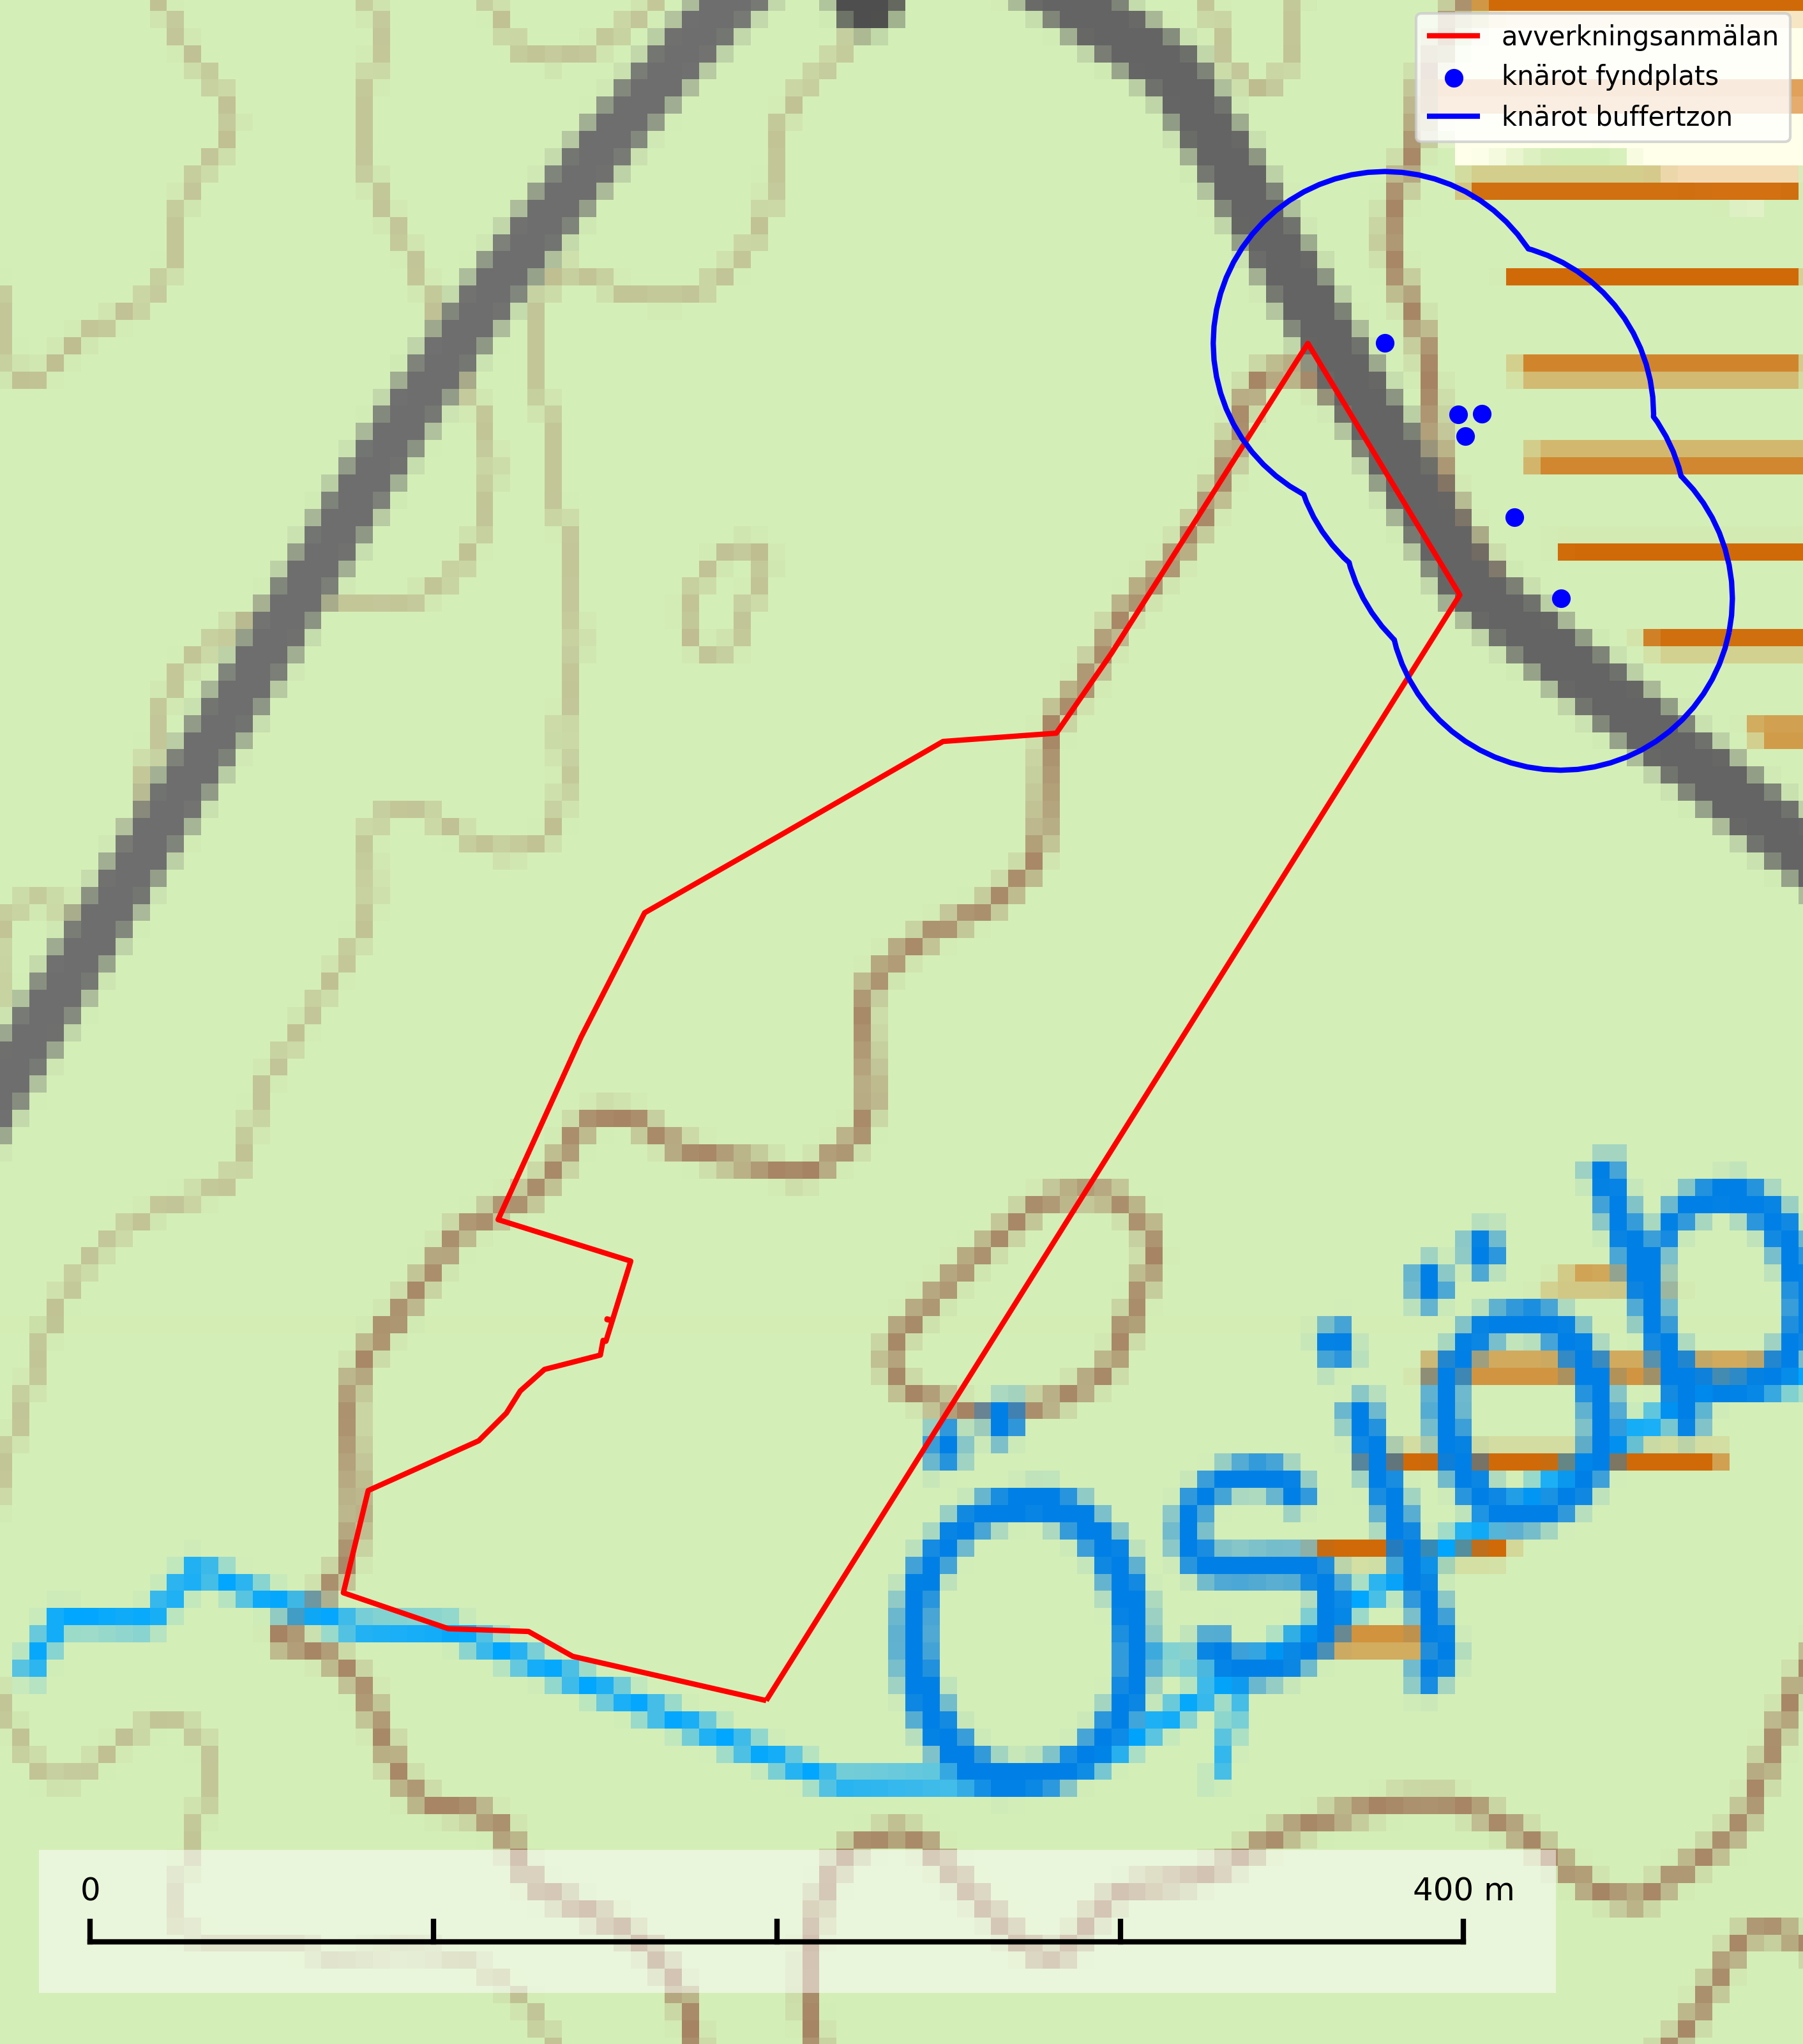 avverkningsanmälan
knärot fyndplats
knärot buffertzon
Ösjöb
0
400 m